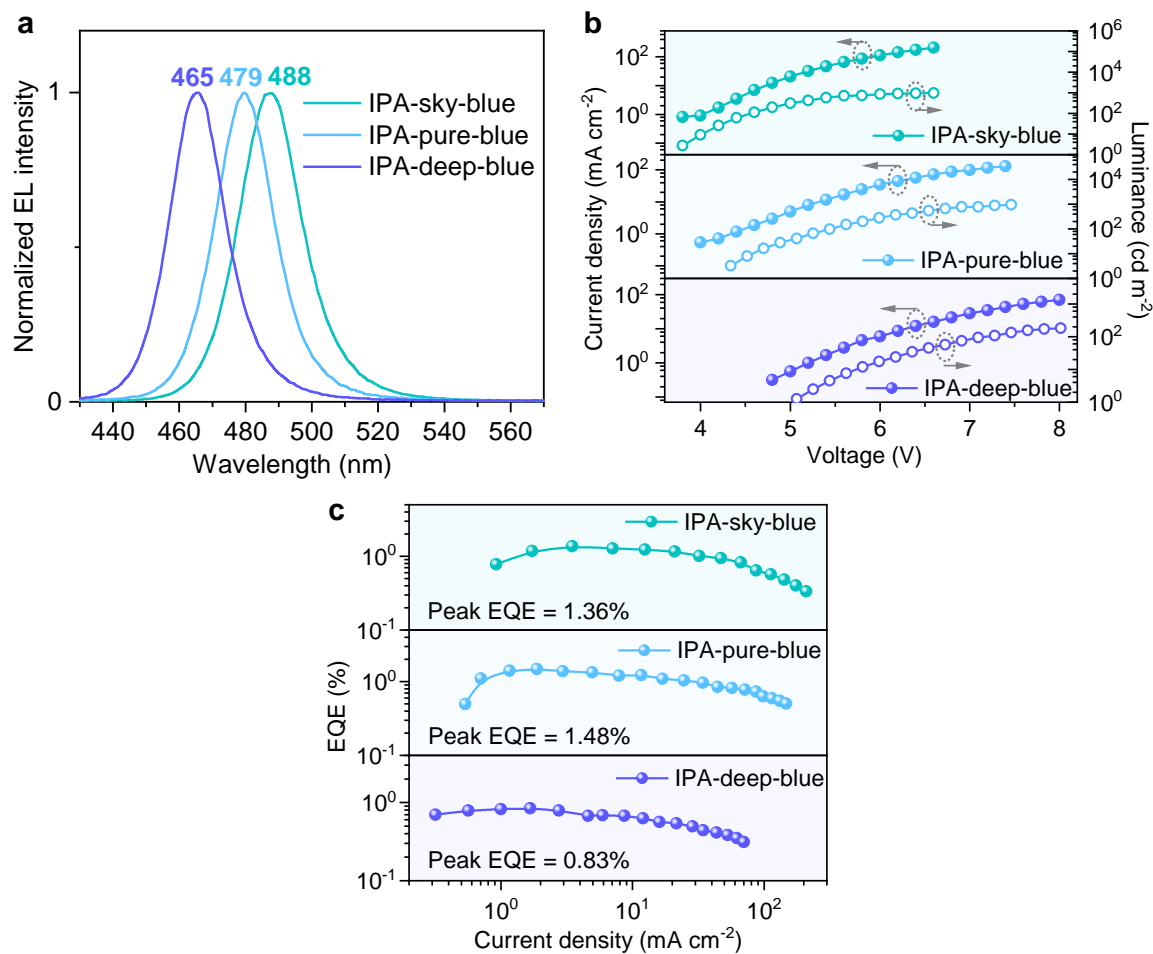 a
465 479 488
IPA-sky-blue
IPA-pure-blue
IPA-deep-blue
Normalized EL intensity
1
0
440 460 480 500 520 540 560
Wavelength (nm)
b
Current density (mA cm⁻²)
Luminance (cd m⁻²)
10²
10⁰
10⁶
10⁴
10²
10⁰
IPA-sky-blue
10²
10⁰
10⁴
10²
10⁰
IPA-pure-blue
10²
10⁰
10²
10⁰
IPA-deep-blue
4 5 6 7 8
Voltage (V)
c
EQE (%)
IPA-sky-blue
10⁰
Peak EQE = 1.36%
10⁻¹
IPA-pure-blue
10⁰
Peak EQE = 1.48%
10⁻¹
IPA-deep-blue
10⁰
Peak EQE = 0.83%
10⁻¹
10⁰ 10¹ 10²
Current density (mA cm⁻²)